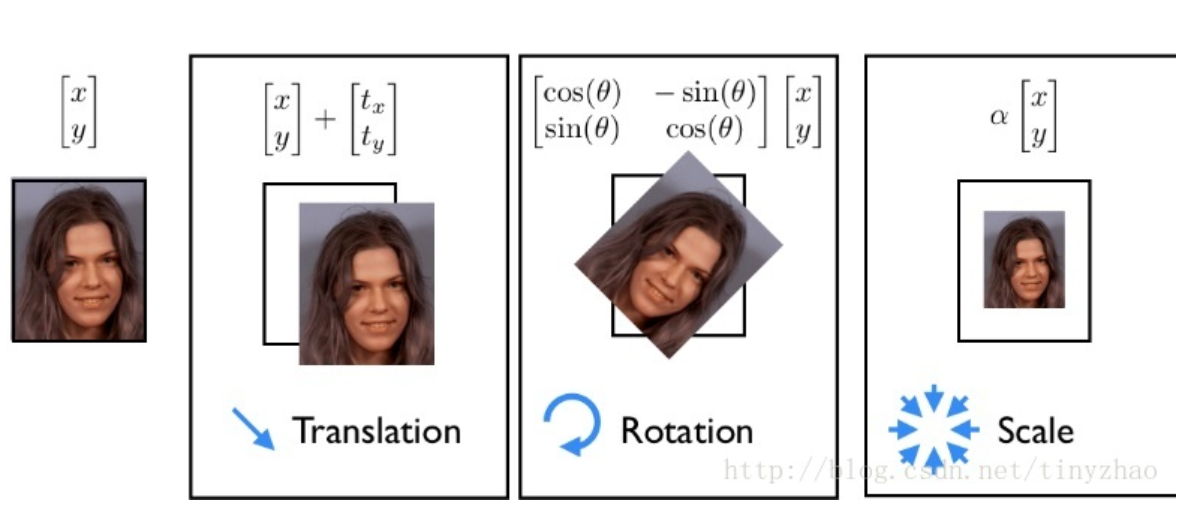 [x y]
[x y] + [t_x t_y]
[cos(θ) − sin(θ) sin(θ) cos(θ)] [x y]
α [x y]
Translation
Rotation
Scale
http://blog.csdn.net/tinyzhao